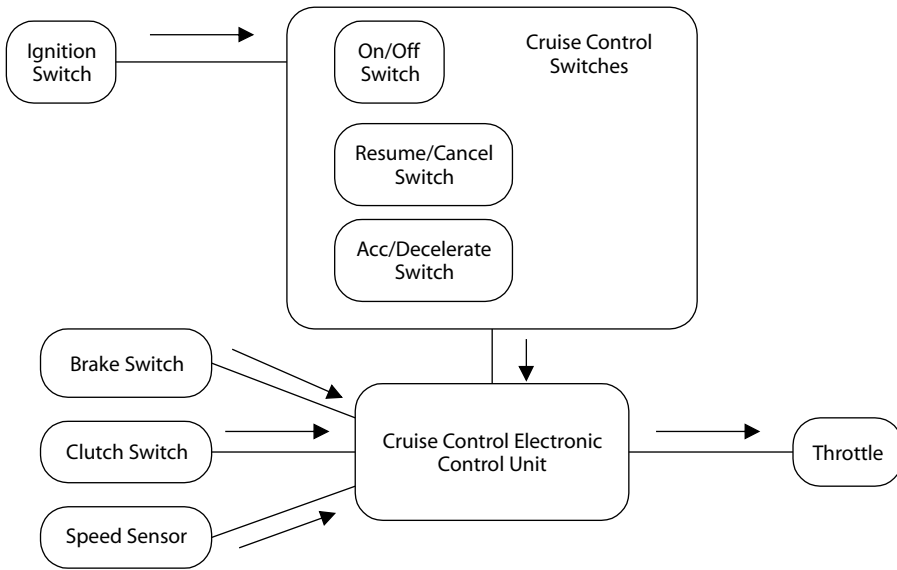 Ignition
Switch
On/Off
Switch
Cruise Control
Switches
Resume/Cancel
Switch
Acc/Decelerate
Switch
Brake Switch
Clutch Switch
Speed Sensor
Cruise Control Electronic
Control Unit
Throttle